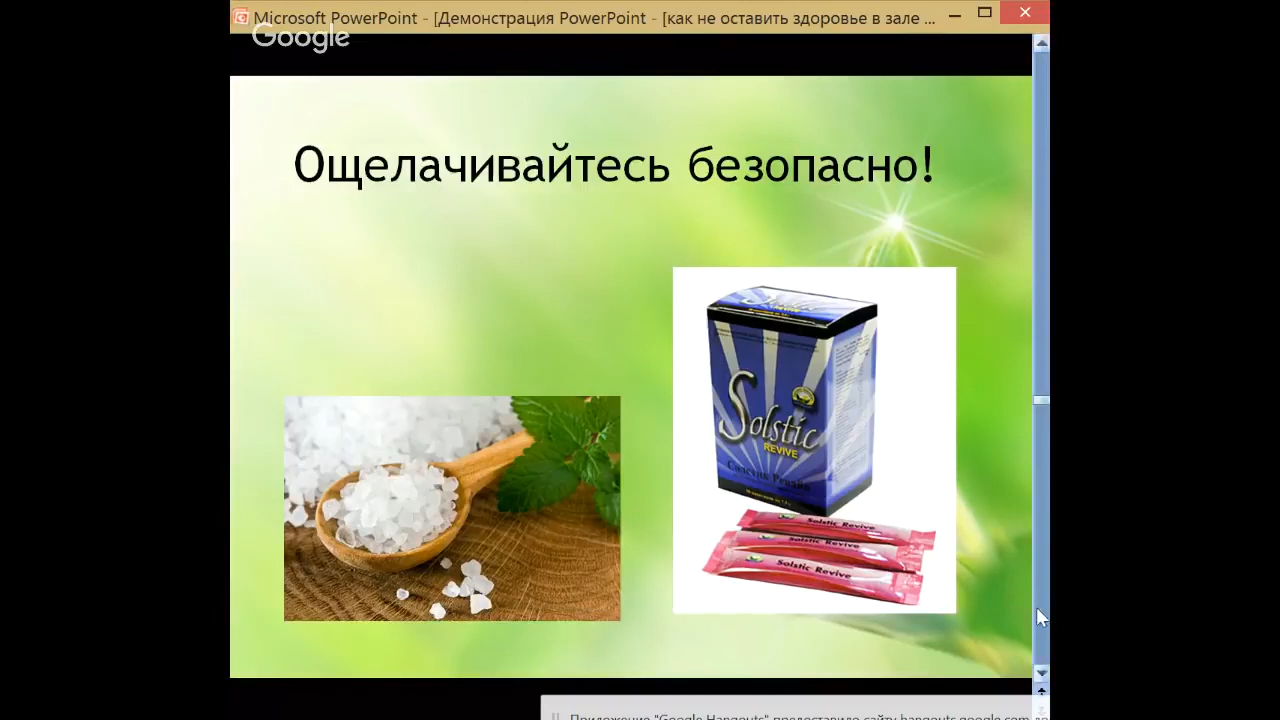 Microsoft PowerPoint - [Демонстрация PowerPoint - [как не оставить здоровье в зале ...
Google
Ощелачивайтесь безопасно!
Solstic
REVIVE
Солстик Ревайв
Solstic Revive
Solstic Revive
Solstic Revive
Приложение "Google Hangouts" предоставило сайту hangouts.google.com до